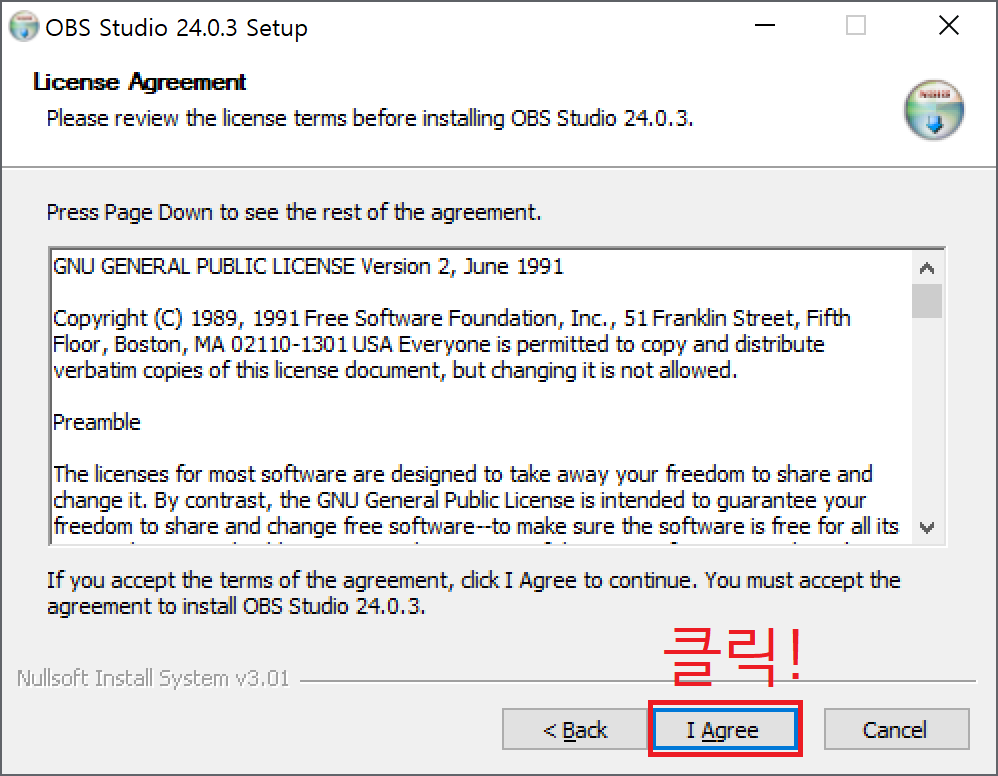 OBS Studio 24.0.3 Setup
License Agreement
Please review the license terms before installing OBS Studio 24.0.3.
NSIS
Press Page Down to see the rest of the agreement.
GNU GENERAL PUBLIC LICENSE Version 2, June 1991
Copyright (C) 1989, 1991 Free Software Foundation, Inc., 51 Franklin Street, Fifth
Floor, Boston, MA 02110-1301 USA Everyone is permitted to copy and distribute
verbatim copies of this license document, but changing it is not allowed.
Preamble
The licenses for most software are designed to take away your freedom to share and
change it. By contrast, the GNU General Public License is intended to guarantee your
freedom to share and change free software--to make sure the software is free for all its
If you accept the terms of the agreement, click I Agree to continue. You must accept the
agreement to install OBS Studio 24.0.3.
클릭!
Nullsoft Install System v3.01
< Back
I Agree
Cancel